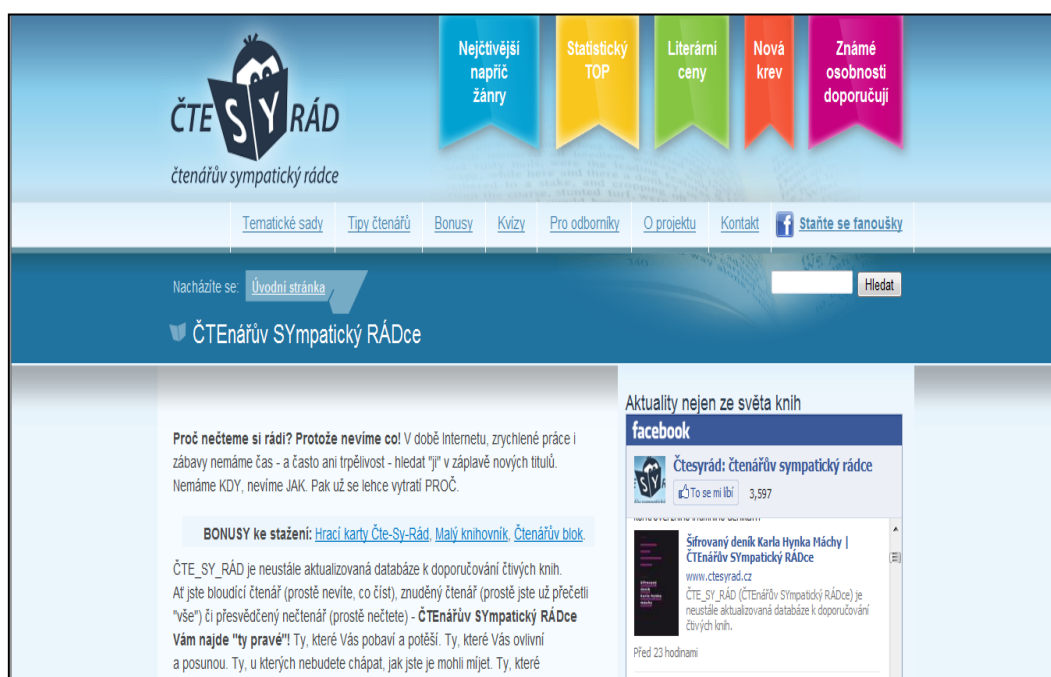 ČTE SY RÁD
čtenářův sympatický rádce
Nejčtivější
napříč
žánry
Statistický
TOP
Literární
ceny
Nová
krev
Známé
osobnosti
doporučují
Tematické sady Tipy čtenářů Bonusy Kvízy Pro odborníky O projektu Kontakt f Staňte se fanoušky
Nacházíte se: Úvodní stránka
Hledat
ČTEnářův SYmpatický RÁDce
Proč nečteme si rádi? Protože nevíme co! V době Internetu, zrychlené práce i
zábavy nemáme čas - a často ani trpělivost - hledat "ji" v záplavě nových titulů.
Nemáme KDY, nevíme JAK. Pak už se lehce vytratí PROČ.
BONUSY ke stažení: Hrací karty Čte-Sy-Rád, Malý knihovník, Čtenářův blok.
ČTE_SY_RÁD je neustále aktualizovaná databáze k doporučování čtivých knih.
Ať jste bloudící čtenář (prostě nevíte, co číst), znuděný čtenář (prostě jste už přečetli
"vše") či přesvědčený nečtenář (prostě nečtete) - ČTEnářův SYmpatický RÁDce
Vám najde "ty pravé"! Ty, které Vás pobaví a potěší. Ty, které Vás ovlivní
a posunou. Ty, u kterých nebudete chápat, jak jste je mohli míjet. Ty, které
Aktuality nejen ze světa knih
facebook
Čtesyrád: čtenářův sympatický rádce
To se mi líbí 3,597
Šifrovaný deník Karla Hynka Máchy |
ČTEnářův SYmpatický RÁDce
www.ctesyrad.cz
ČTE_SY_RÁD (ČTEnářův SYmpatický RÁDce) je
neustále aktualizovaná databáze k doporučování
čtivých knih.
Před 23 hodinami